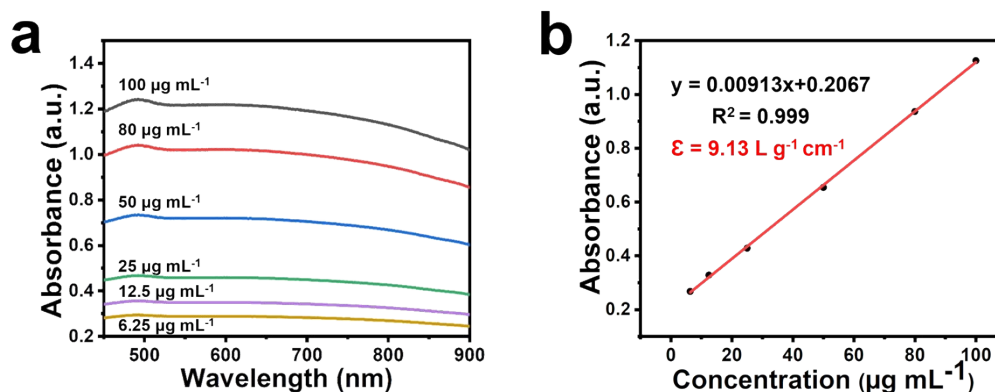 a
Absorbance (a.u.)
1.4
1.2
1.0
0.8
0.6
0.4
0.2
100 µg mL⁻¹
80 µg mL⁻¹
50 µg mL⁻¹
25 µg mL⁻¹
12.5 µg mL⁻¹
6.25 µg mL⁻¹
500 600 700 800 900
Wavelength (nm)
b
Absorbance (a.u.)
1.2
1.0
0.8
0.6
0.4
0.2
y = 0.00913x+0.2067
R² = 0.999
Ɛ = 9.13 L g⁻¹ cm⁻¹
0 20 40 60 80 100
Concentration (µg mL⁻¹)